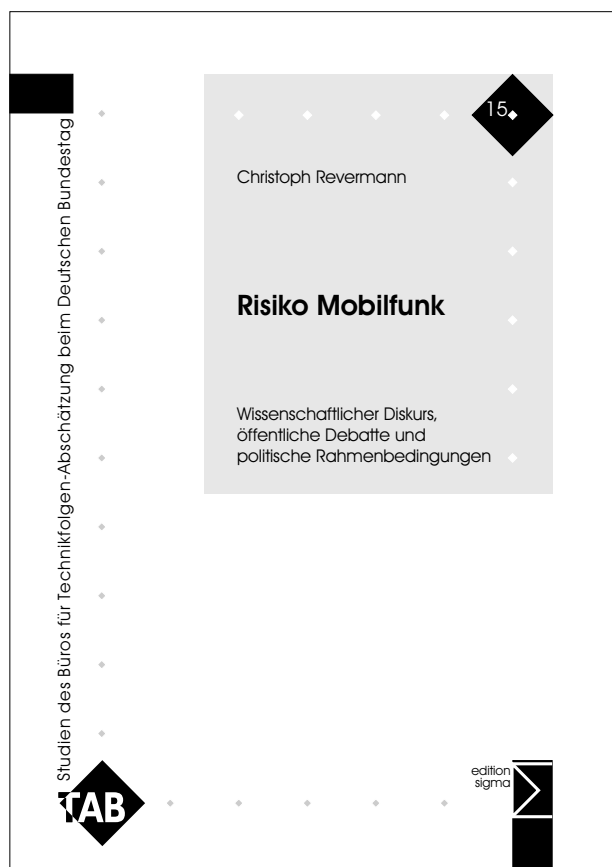 15
Christoph Revermann
Risiko Mobilfunk
Wissenschaftlicher Diskurs,
öffentliche Debatte und
politische Rahmenbedingungen
Studien des Büros für Technikfolgen-Abschätzung beim Deutschen Bundestag
TAB
edition
sigma